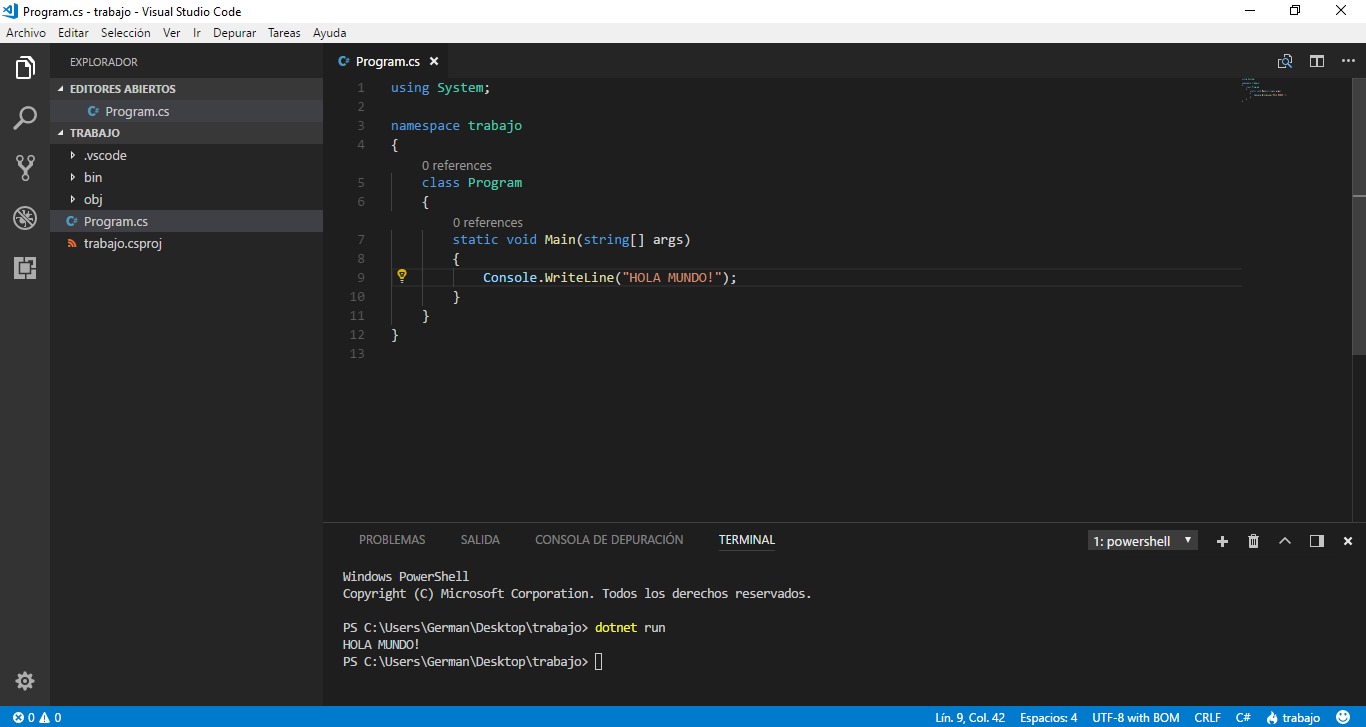 Program.cs - trabajo - Visual Studio Code
Archivo Editar Selección Ver Ir Depurar Tareas Ayuda
EXPLORADOR
EDITORES ABIERTOS
C# Program.cs
TRABAJO
.vscode
bin
obj
C# Program.cs
trabajo.csproj
C# Program.cs
1 using System;
2
3 namespace trabajo
4 {
0 references
5 class Program
6 {
0 references
7 static void Main(string[] args)
8 {
9 Console.WriteLine("HOLA MUNDO!");
10 }
11 }
12 }
13
PROBLEMAS SALIDA CONSOLA DE DEPURACIÓN TERMINAL 1: powershell
Windows PowerShell
Copyright (C) Microsoft Corporation. Todos los derechos reservados.
PS C:\Users\German\Desktop\trabajo> dotnet run
HOLA MUNDO!
PS C:\Users\German\Desktop\trabajo>
0 0 Lín. 9, Col. 42 Espacios: 4 UTF-8 with BOM CRLF C# trabajo